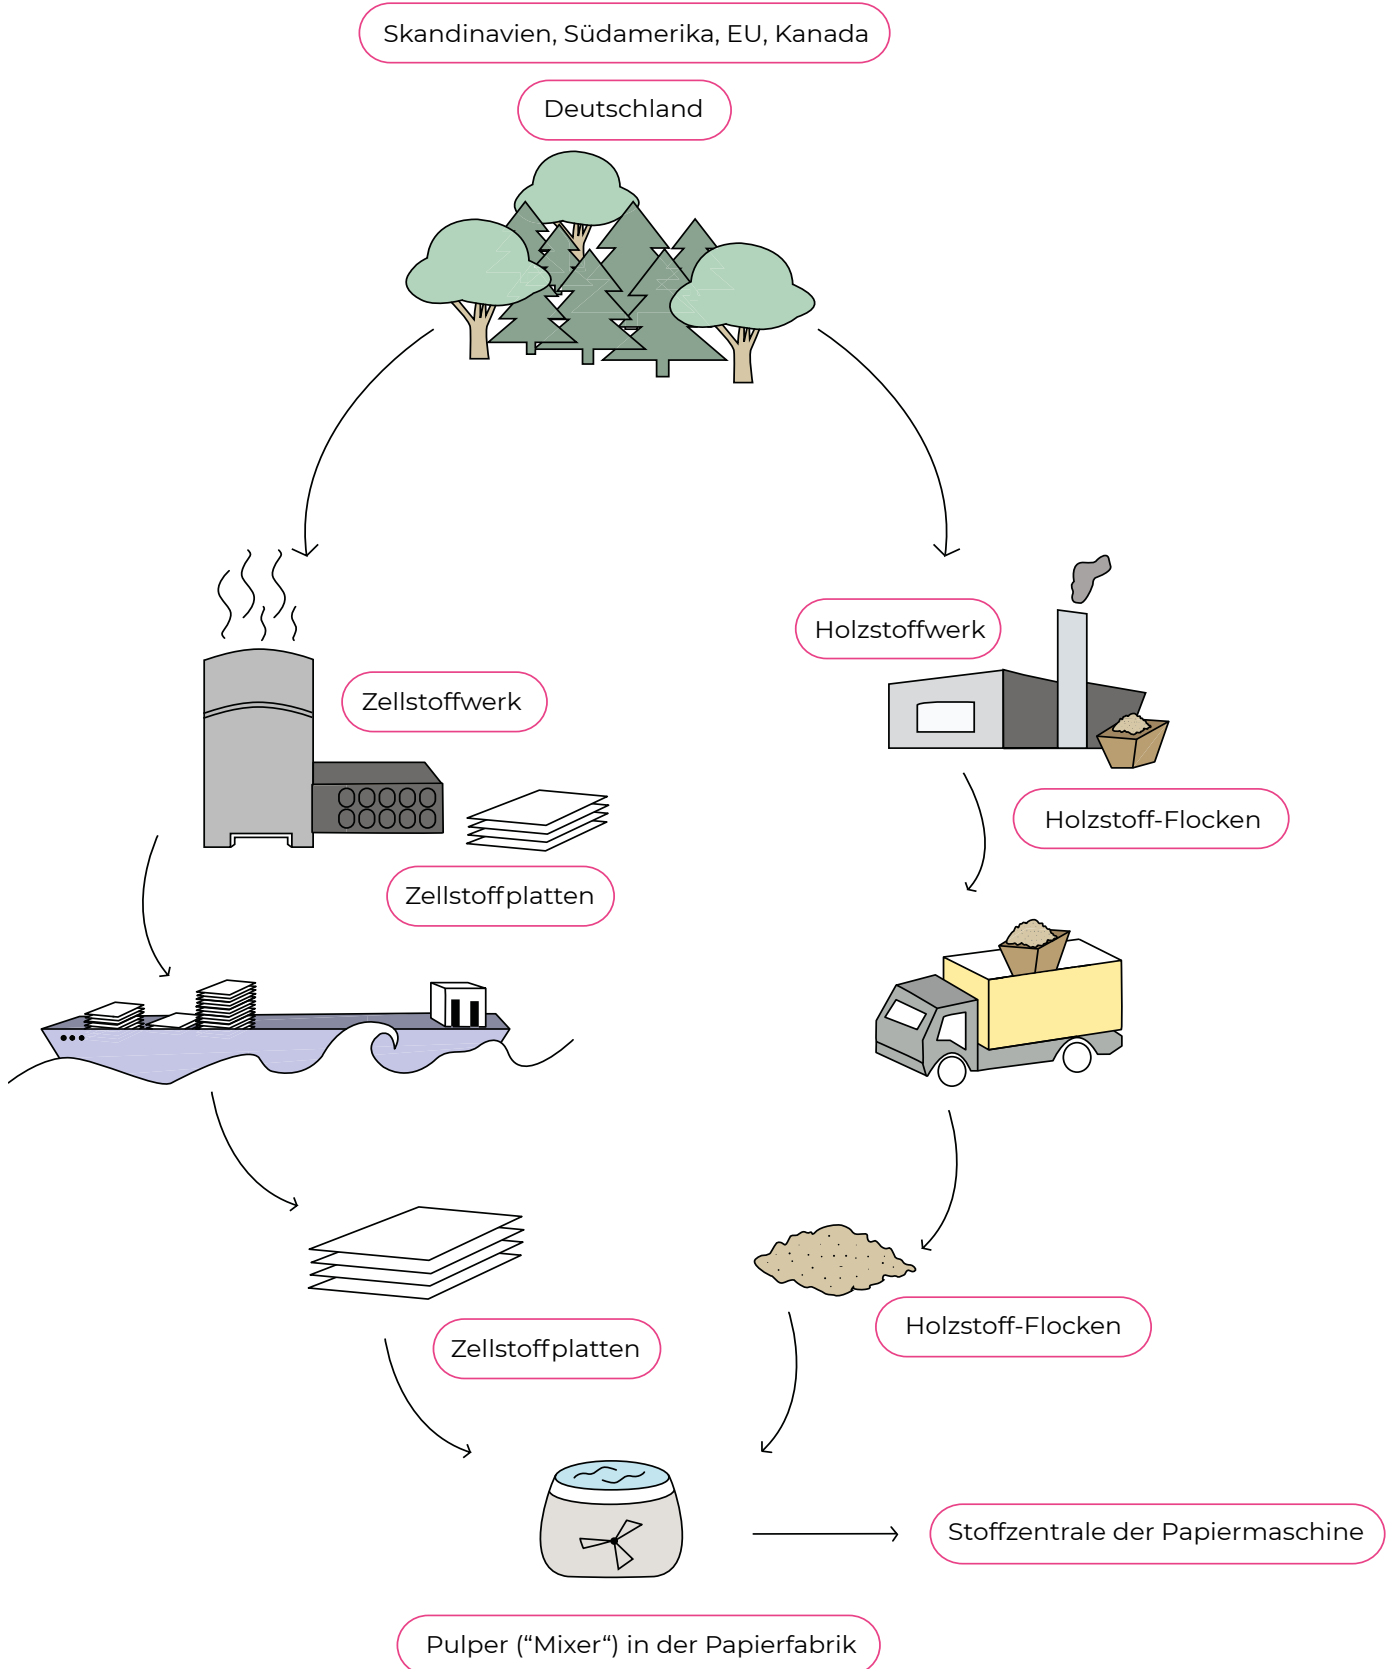 Skandinavien, Südamerika, EU, Kanada
Deutschland
Holzstoffwerk
Zellstoffwerk
Holzstoff-Flocken
Zellstoffplatten
Holzstoff-Flocken
Zellstoffplatten
Stoffzentrale der Papiermaschine
Pulper (“Mixer“) in der Papierfabrik